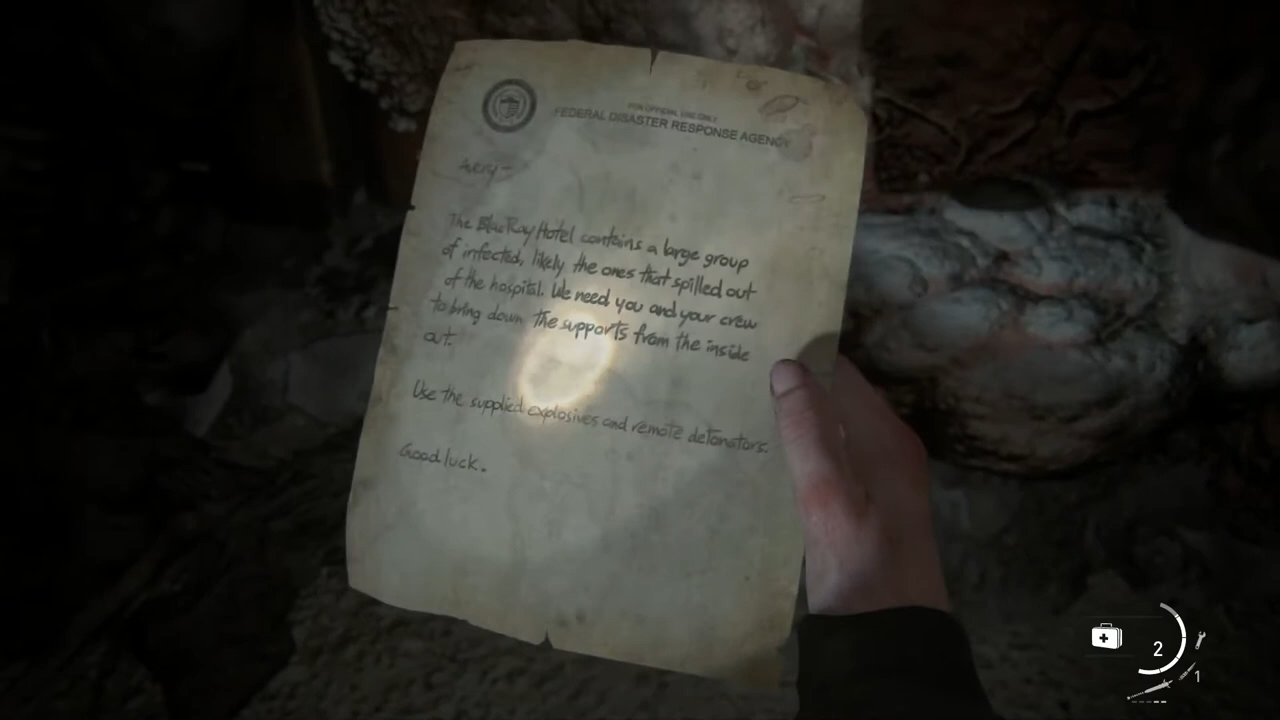 FOR OFFICIAL USE ONLY
FEDERAL DISASTER RESPONSE AGENCY
Avery-
The BlacRay Hotel contains a large group
of infected, likely the ones that spilled out
of the hospital. We need you and your crew
to bring down the supports from the inside
out.
Use the supplied explosives and remote detonators.
Good luck.
2
1